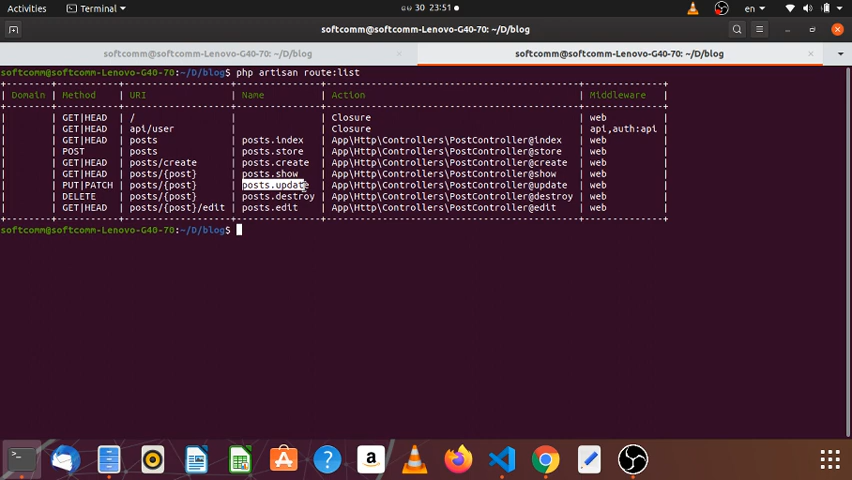 Activities Terminal 30 23:51 en
softcomm@softcomm-Lenovo-G40-70: ~/D/blog
softcomm@softcomm-Lenovo-G40-70: ~/D/blog softcomm@softcomm-Lenovo-G40-70: ~/D/blog
softcomm@softcomm-Lenovo-G40-70:~/D/blog$ php artisan route:list
| Domain | Method | URI | Name | Action | Middleware |
| | GET|HEAD | / | | Closure | web |
| | GET|HEAD | api/user | | Closure | api,auth:api |
| | GET|HEAD | posts | posts.index | App\Http\Controllers\PostController@index | web |
| | POST | posts | posts.store | App\Http\Controllers\PostController@store | web |
| | GET|HEAD | posts/create | posts.create | App\Http\Controllers\PostController@create | web |
| | GET|HEAD | posts/{post} | posts.show | App\Http\Controllers\PostController@show | web |
| | PUT|PATCH | posts/{post} | posts.update | App\Http\Controllers\PostController@update | web |
| | DELETE | posts/{post} | posts.destroy | App\Http\Controllers\PostController@destroy | web |
| | GET|HEAD | posts/{post}/edit | posts.edit | App\Http\Controllers\PostController@edit | web |
softcomm@softcomm-Lenovo-G40-70:~/D/blog$